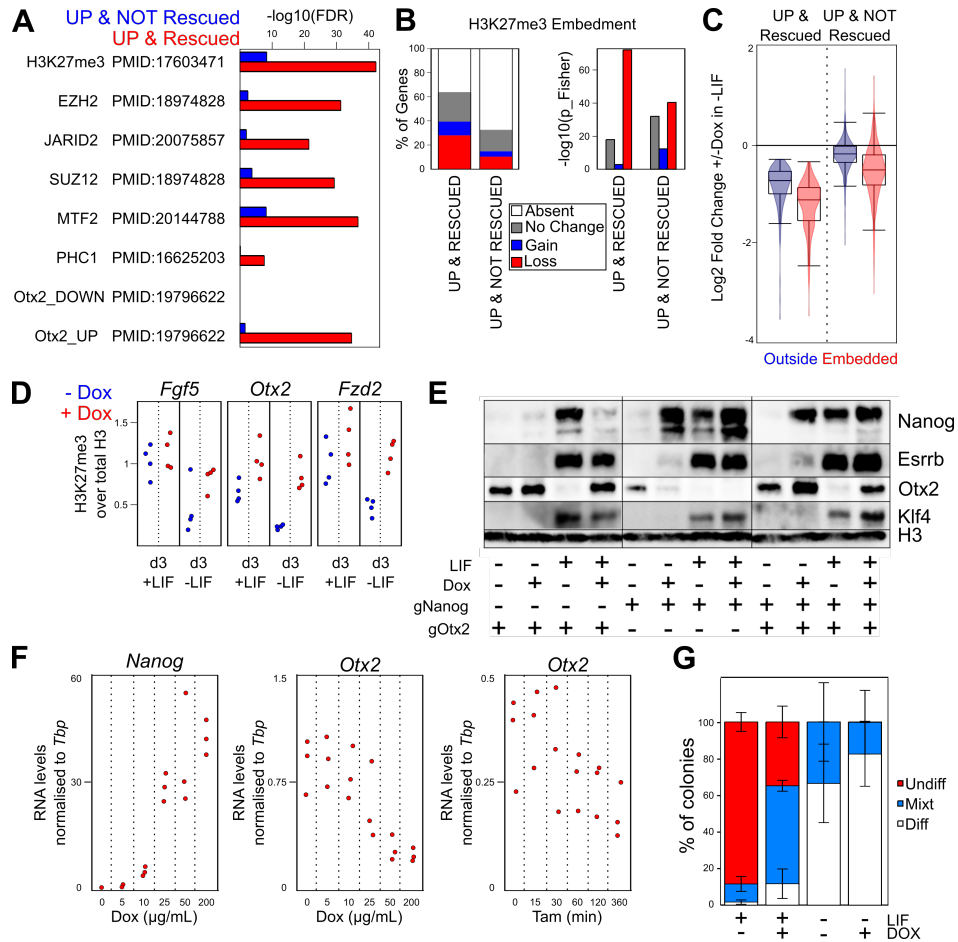 A
UP & NOT Rescued
UP & Rescued
-log10(FDR)
0 10 20 30 40
H3K27me3 PMID:17603471
EZH2 PMID:18974828
JARID2 PMID:20075857
SUZ12 PMID:18974828
MTF2 PMID:20144788
PHC1 PMID:16625203
Otx2_DOWN PMID:19796622
Otx2_UP PMID:19796622
B
H3K27me3 Embedment
% of Genes
0 20 40 60 80 100
UP & RESCUED
UP & NOT RESCUED
-log10(p_Fisher)
0 10 20 30 40 50 60 70
UP & RESCUED
UP & NOT RESCUED
Absent
No Change
Gain
Loss
C
UP & Rescued
UP & NOT Rescued
Log2 Fold Change +/-Dox in -LIF
2
0
-2
-4
Outside Embedded
D
- Dox
+ Dox
Fgf5 Otx2 Fzd2
H3K27me3
over total H3
1.5
1
0.5
d3 d3 d3 d3 d3 d3
+LIF -LIF +LIF -LIF +LIF -LIF
E
Nanog
Esrrb
Otx2
Klf4
H3
LIF - - + + - - + + - - + +
Dox - + - + - + - + - + - +
gNanog - - - - + + + + + + + +
gOtx2 + + + + - - - - + + + +
F
Nanog
RNA levels
normalised to Tbp
60
30
0
0 5 10 25 50 200
Dox (µg/mL)
Otx2
RNA levels
normalised to Tbp
1.5
0.75
0
0 5 10 25 50 200
Dox (µg/mL)
Otx2
RNA levels
normalised to Tbp
0.5
0.25
0
0 15 30 60 120 360
Tam (min)
G
% of colonies
100
80
60
40
20
0
Undiff
Mixt
Diff
+ + - - LIF
- + - + DOX